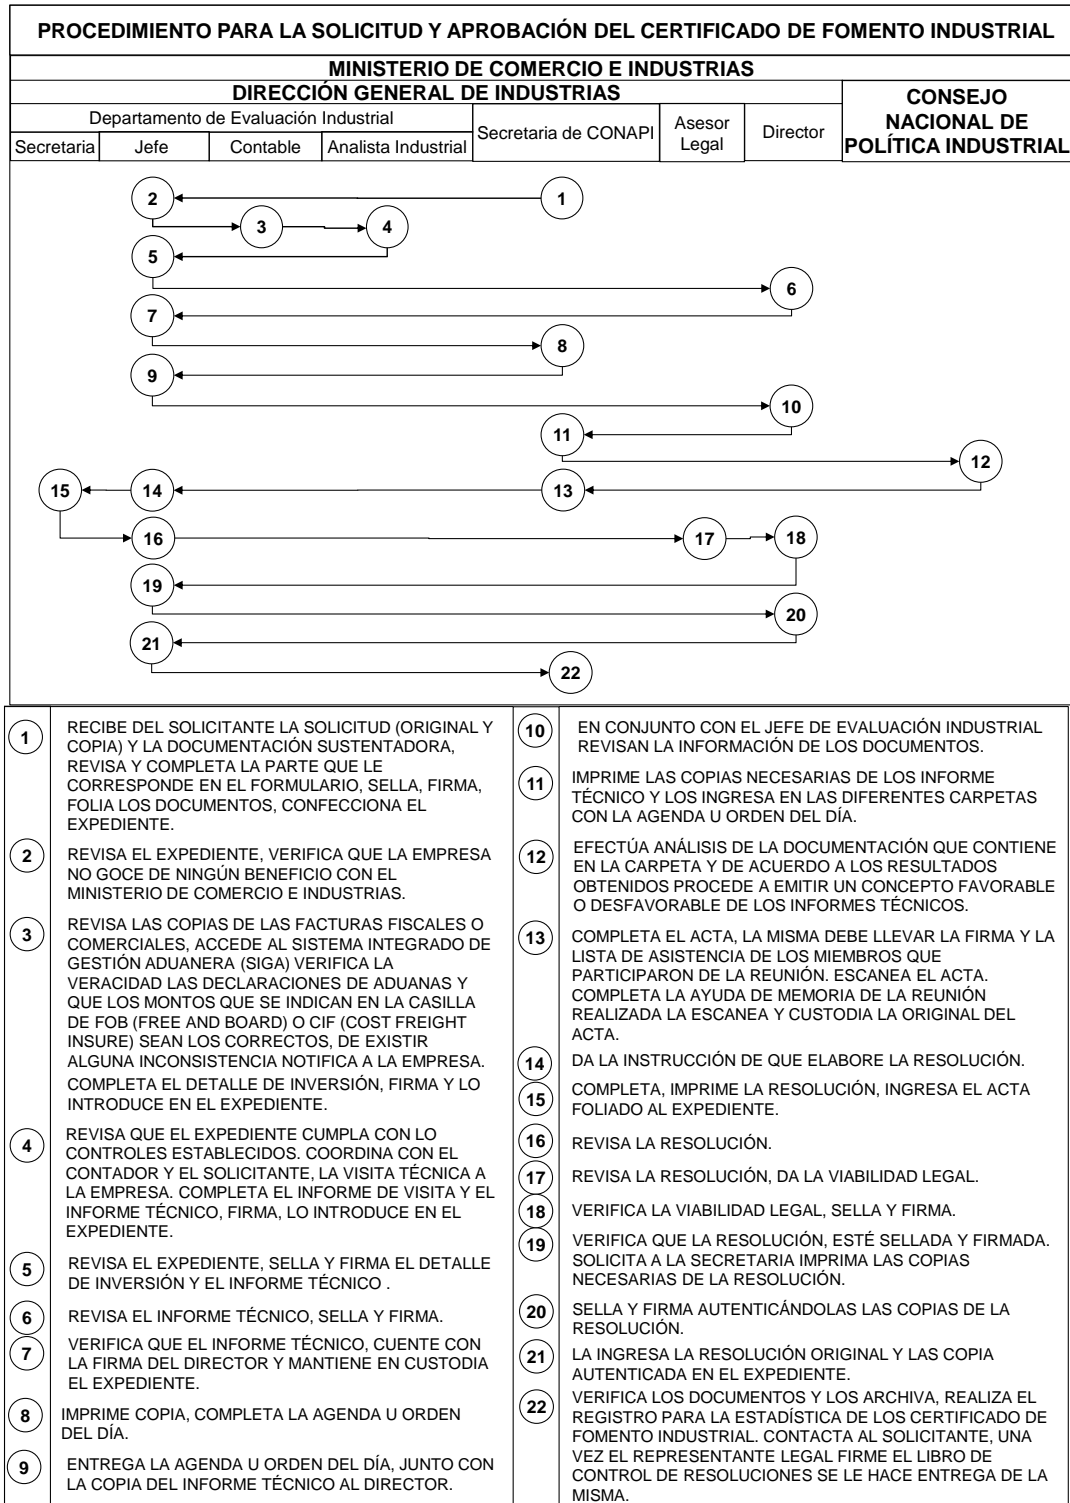 PROCEDIMIENTO PARA LA SOLICITUD Y APROBACIÓN DEL CERTIFICADO DE FOMENTO INDUSTRIAL
MINISTERIO DE COMERCIO E INDUSTRIAS
DIRECCIÓN GENERAL DE INDUSTRIAS
CONSEJO
NACIONAL DE
POLÍTICA INDUSTRIAL
Departamento de Evaluación Industrial
Secretaria de CONAPI
Asesor
Legal
Director
Secretaria
Jefe
Contable
Analista Industrial
2
1
3
4
5
6
7
8
9
10
11
12
15
14
13
16
17
18
19
20
21
22
1
RECIBE DEL SOLICITANTE LA SOLICITUD (ORIGINAL Y
COPIA) Y LA DOCUMENTACIÓN SUSTENTADORA,
REVISA Y COMPLETA LA PARTE QUE LE
CORRESPONDE EN EL FORMULARIO, SELLA, FIRMA,
FOLIA LOS DOCUMENTOS, CONFECCIONA EL
EXPEDIENTE.
2
REVISA EL EXPEDIENTE, VERIFICA QUE LA EMPRESA
NO GOCE DE NINGÚN BENEFICIO CON EL
MINISTERIO DE COMERCIO E INDUSTRIAS.
3
REVISA LAS COPIAS DE LAS FACTURAS FISCALES O
COMERCIALES, ACCEDE AL SISTEMA INTEGRADO DE
GESTIÓN ADUANERA (SIGA) VERIFICA LA
VERACIDAD LAS DECLARACIONES DE ADUANAS Y
QUE LOS MONTOS QUE SE INDICAN EN LA CASILLA
DE FOB (FREE AND BOARD) O CIF (COST FREIGHT
INSURE) SEAN LOS CORRECTOS, DE EXISTIR
ALGUNA INCONSISTENCIA NOTIFICA A LA EMPRESA.
COMPLETA EL DETALLE DE INVERSIÓN, FIRMA Y LO
INTRODUCE EN EL EXPEDIENTE.
4
REVISA QUE EL EXPEDIENTE CUMPLA CON LO
CONTROLES ESTABLECIDOS. COORDINA CON EL
CONTADOR Y EL SOLICITANTE, LA VISITA TÉCNICA A
LA EMPRESA. COMPLETA EL INFORME DE VISITA Y EL
INFORME TÉCNICO, FIRMA, LO INTRODUCE EN EL
EXPEDIENTE.
5
REVISA EL EXPEDIENTE, SELLA Y FIRMA EL DETALLE
DE INVERSIÓN Y EL INFORME TÉCNICO .
6
REVISA EL INFORME TÉCNICO, SELLA Y FIRMA.
7
VERIFICA QUE EL INFORME TÉCNICO, CUENTE CON
LA FIRMA DEL DIRECTOR Y MANTIENE EN CUSTODIA
EL EXPEDIENTE.
8
IMPRIME COPIA, COMPLETA LA AGENDA U ORDEN
DEL DÍA.
9
ENTREGA LA AGENDA U ORDEN DEL DÍA, JUNTO CON
LA COPIA DEL INFORME TÉCNICO AL DIRECTOR.
10
EN CONJUNTO CON EL JEFE DE EVALUACIÓN INDUSTRIAL
REVISAN LA INFORMACIÓN DE LOS DOCUMENTOS.
11
IMPRIME LAS COPIAS NECESARIAS DE LOS INFORME
TÉCNICO Y LOS INGRESA EN LAS DIFERENTES CARPETAS
CON LA AGENDA U ORDEN DEL DÍA.
12
EFECTÚA ANÁLISIS DE LA DOCUMENTACIÓN QUE CONTIENE
EN LA CARPETA Y DE ACUERDO A LOS RESULTADOS
OBTENIDOS PROCEDE A EMITIR UN CONCEPTO FAVORABLE
O DESFAVORABLE DE LOS INFORMES TÉCNICOS.
13
COMPLETA EL ACTA, LA MISMA DEBE LLEVAR LA FIRMA Y LA
LISTA DE ASISTENCIA DE LOS MIEMBROS QUE
PARTICIPARON DE LA REUNIÓN. ESCANEA EL ACTA.
COMPLETA LA AYUDA DE MEMORIA DE LA REUNIÓN
REALIZADA LA ESCANEA Y CUSTODIA LA ORIGINAL DEL
ACTA.
14
DA LA INSTRUCCIÓN DE QUE ELABORE LA RESOLUCIÓN.
15
COMPLETA, IMPRIME LA RESOLUCIÓN, INGRESA EL ACTA
FOLIADO AL EXPEDIENTE.
16
REVISA LA RESOLUCIÓN.
17
REVISA LA RESOLUCIÓN, DA LA VIABILIDAD LEGAL.
18
VERIFICA LA VIABILIDAD LEGAL, SELLA Y FIRMA.
19
VERIFICA QUE LA RESOLUCIÓN, ESTÉ SELLADA Y FIRMADA.
SOLICITA A LA SECRETARIA IMPRIMA LAS COPIAS
NECESARIAS DE LA RESOLUCIÓN.
20
SELLA Y FIRMA AUTENTICÁNDOLAS LAS COPIAS DE LA
RESOLUCIÓN.
21
LA INGRESA LA RESOLUCIÓN ORIGINAL Y LAS COPIA
AUTENTICADA EN EL EXPEDIENTE.
22
VERIFICA LOS DOCUMENTOS Y LOS ARCHIVA, REALIZA EL
REGISTRO PARA LA ESTADÍSTICA DE LOS CERTIFICADO DE
FOMENTO INDUSTRIAL. CONTACTA AL SOLICITANTE, UNA
VEZ EL REPRESENTANTE LEGAL FIRME EL LIBRO DE
CONTROL DE RESOLUCIONES SE LE HACE ENTREGA DE LA
MISMA.